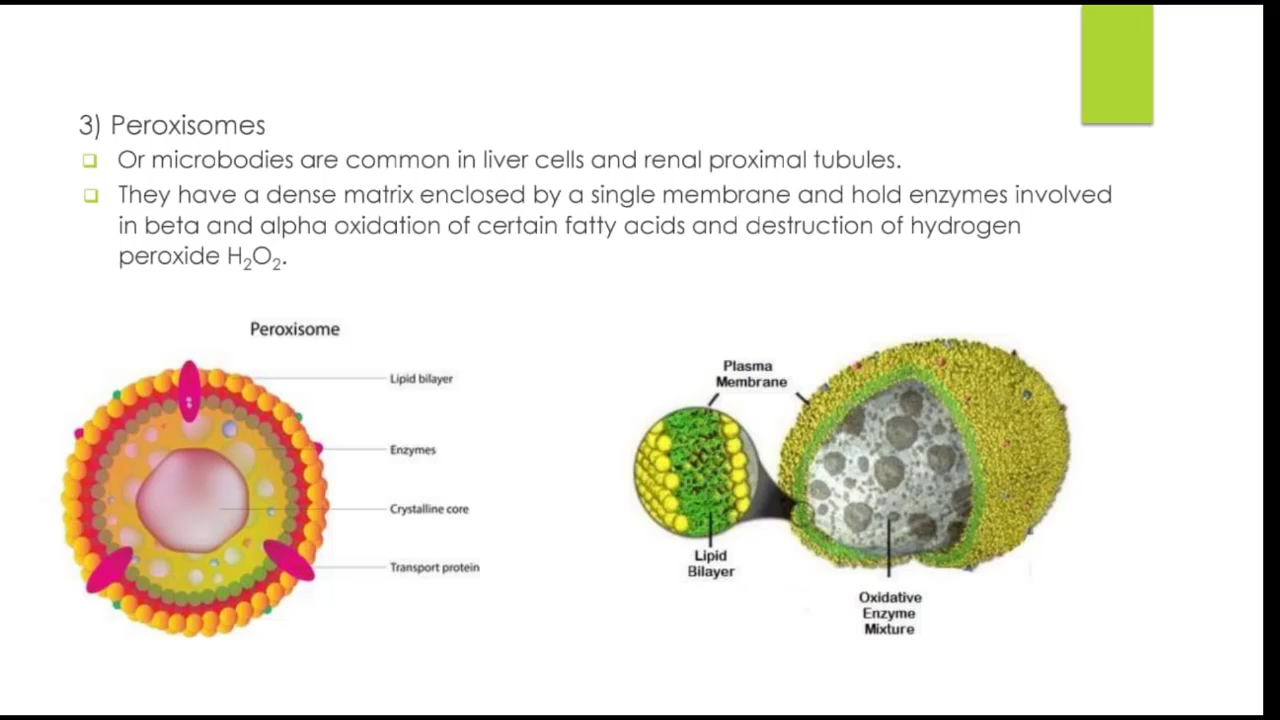 3) Peroxisomes
Or microbodies are common in liver cells and renal proximal tubules.
They have a dense matrix enclosed by a single membrane and hold enzymes involved
in beta and alpha oxidation of certain fatty acids and destruction of hydrogen
peroxide H₂O₂.
Peroxisome
Lipid bilayer
Enzymes
Crystalline core
Transport protein
Plasma
Membrane
Lipid
Bilayer
Oxidative
Enzyme
Mixture